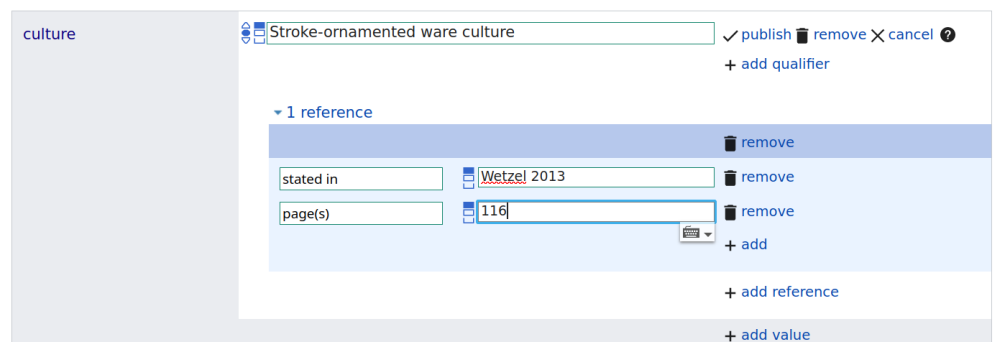 culture
Stroke-ornamented ware culture
publish remove cancel ?
+ add qualifier
1 reference
remove
stated in Wetzel 2013 remove
page(s) 116 remove
+ add
+ add reference
+ add value